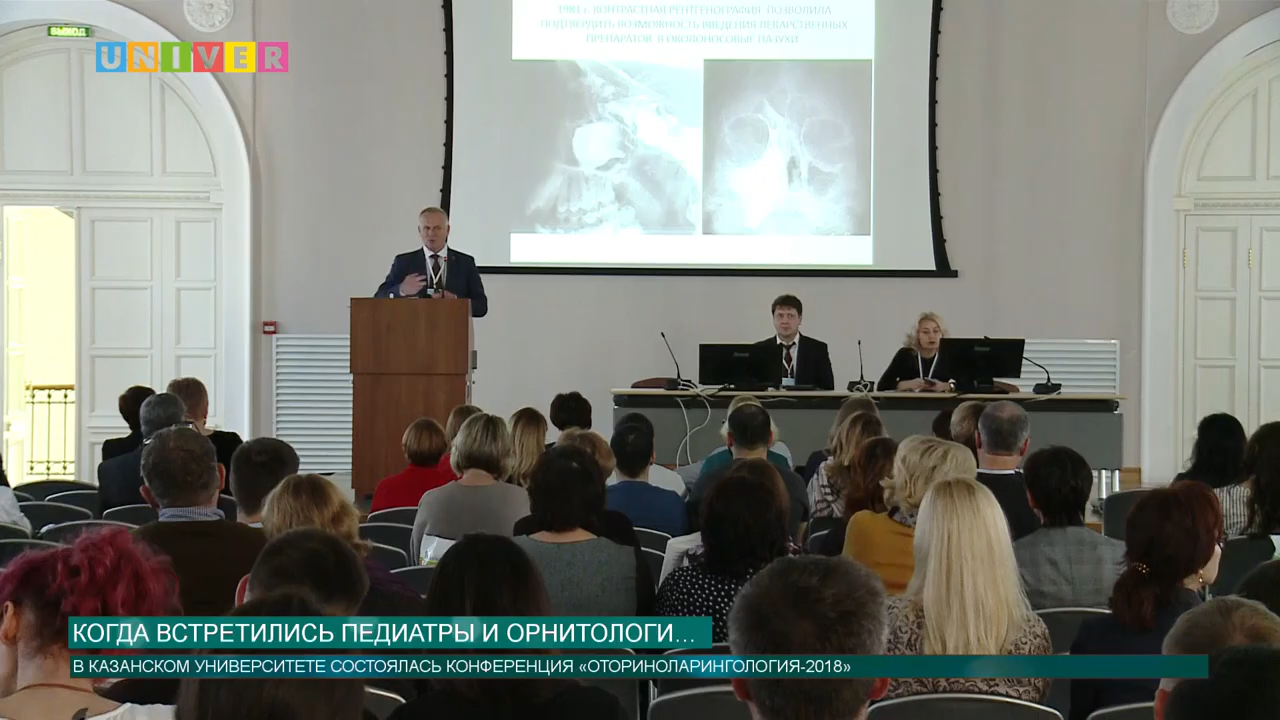 ВЫХОД
UNIVER
1981 г. КОНТРАСТНАЯ РЕНТГЕНОГРАФИЯ ПОЗВОЛИЛА
ПОДТВЕРДИТЬ ВОЗМОЖНОСТЬ ВВЕДЕНИЯ ЛЕКАРСТВЕННЫХ
ПРЕПАРАТОВ В ОКОЛОНОСОВЫЕ ПАЗУХИ
КОГДА ВСТРЕТИЛИСЬ ПЕДИАТРЫ И ОРНИТОЛОГИ...
В КАЗАНСКОМ УНИВЕРСИТЕТЕ СОСТОЯЛАСЬ КОНФЕРЕНЦИЯ «ОТОРИНОЛАРИНГОЛОГИЯ-2018»